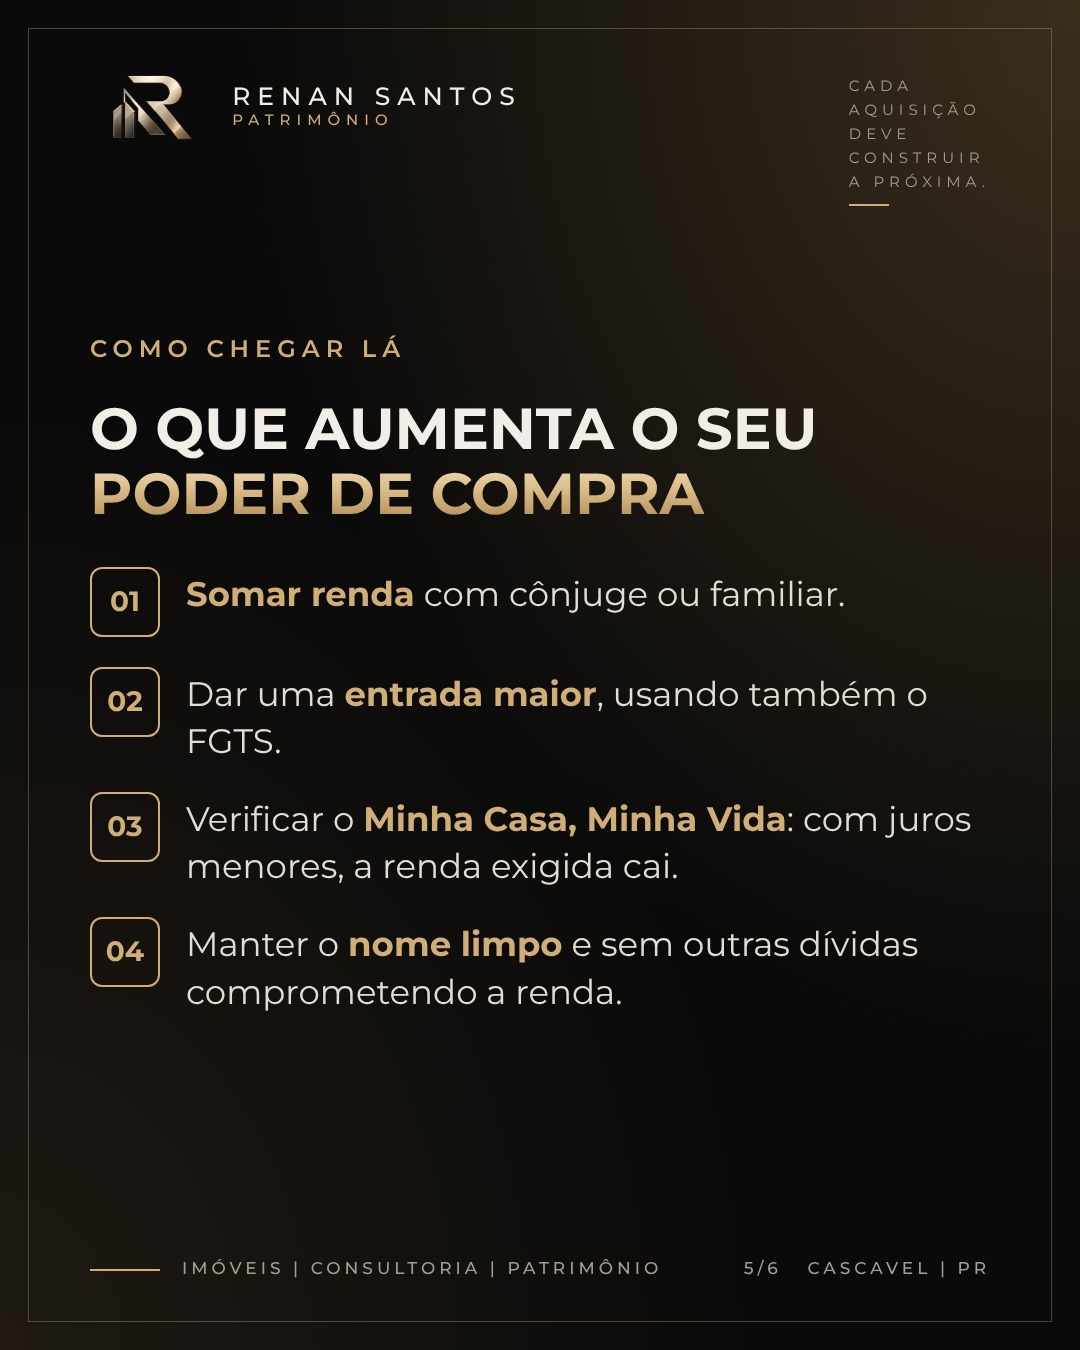 RENAN SANTOS
PATRIMÔNIO
CADA
AQUISIÇÃO
DEVE
CONSTRUIR
A PRÓXIMA.
COMO CHEGAR LÁ
O QUE AUMENTA O SEU
PODER DE COMPRA
01
Somar renda com cônjuge ou familiar.
02
Dar uma entrada maior, usando também o
FGTS.
03
Verificar o Minha Casa, Minha Vida: com juros
menores, a renda exigida cai.
04
Manter o nome limpo e sem outras dívidas
comprometendo a renda.
IMÓVEIS | CONSULTORIA | PATRIMÔNIO
5/6 CASCAVEL | PR